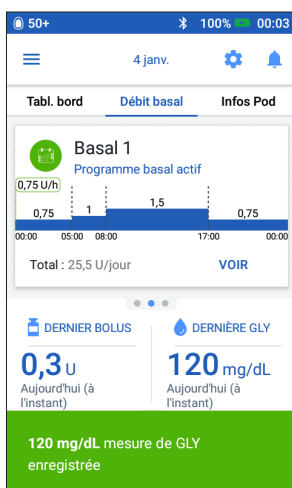 50+ 100% 00:03
4 janv.
Tabl. bord Débit basal Infos Pod
Basal 1
Programme basal actif
0,75 U/h
0,75 1 1,5 0,75
00:00 05:00 08:00 17:00 00:00
Total : 25,5 U/jour VOIR
DERNIER BOLUS DERNIÈRE GLY
0,3 U 120 mg/dL
Aujourd'hui (à Aujourd'hui (à
l'instant) l'instant)
120 mg/dL mesure de GLY
enregistrée